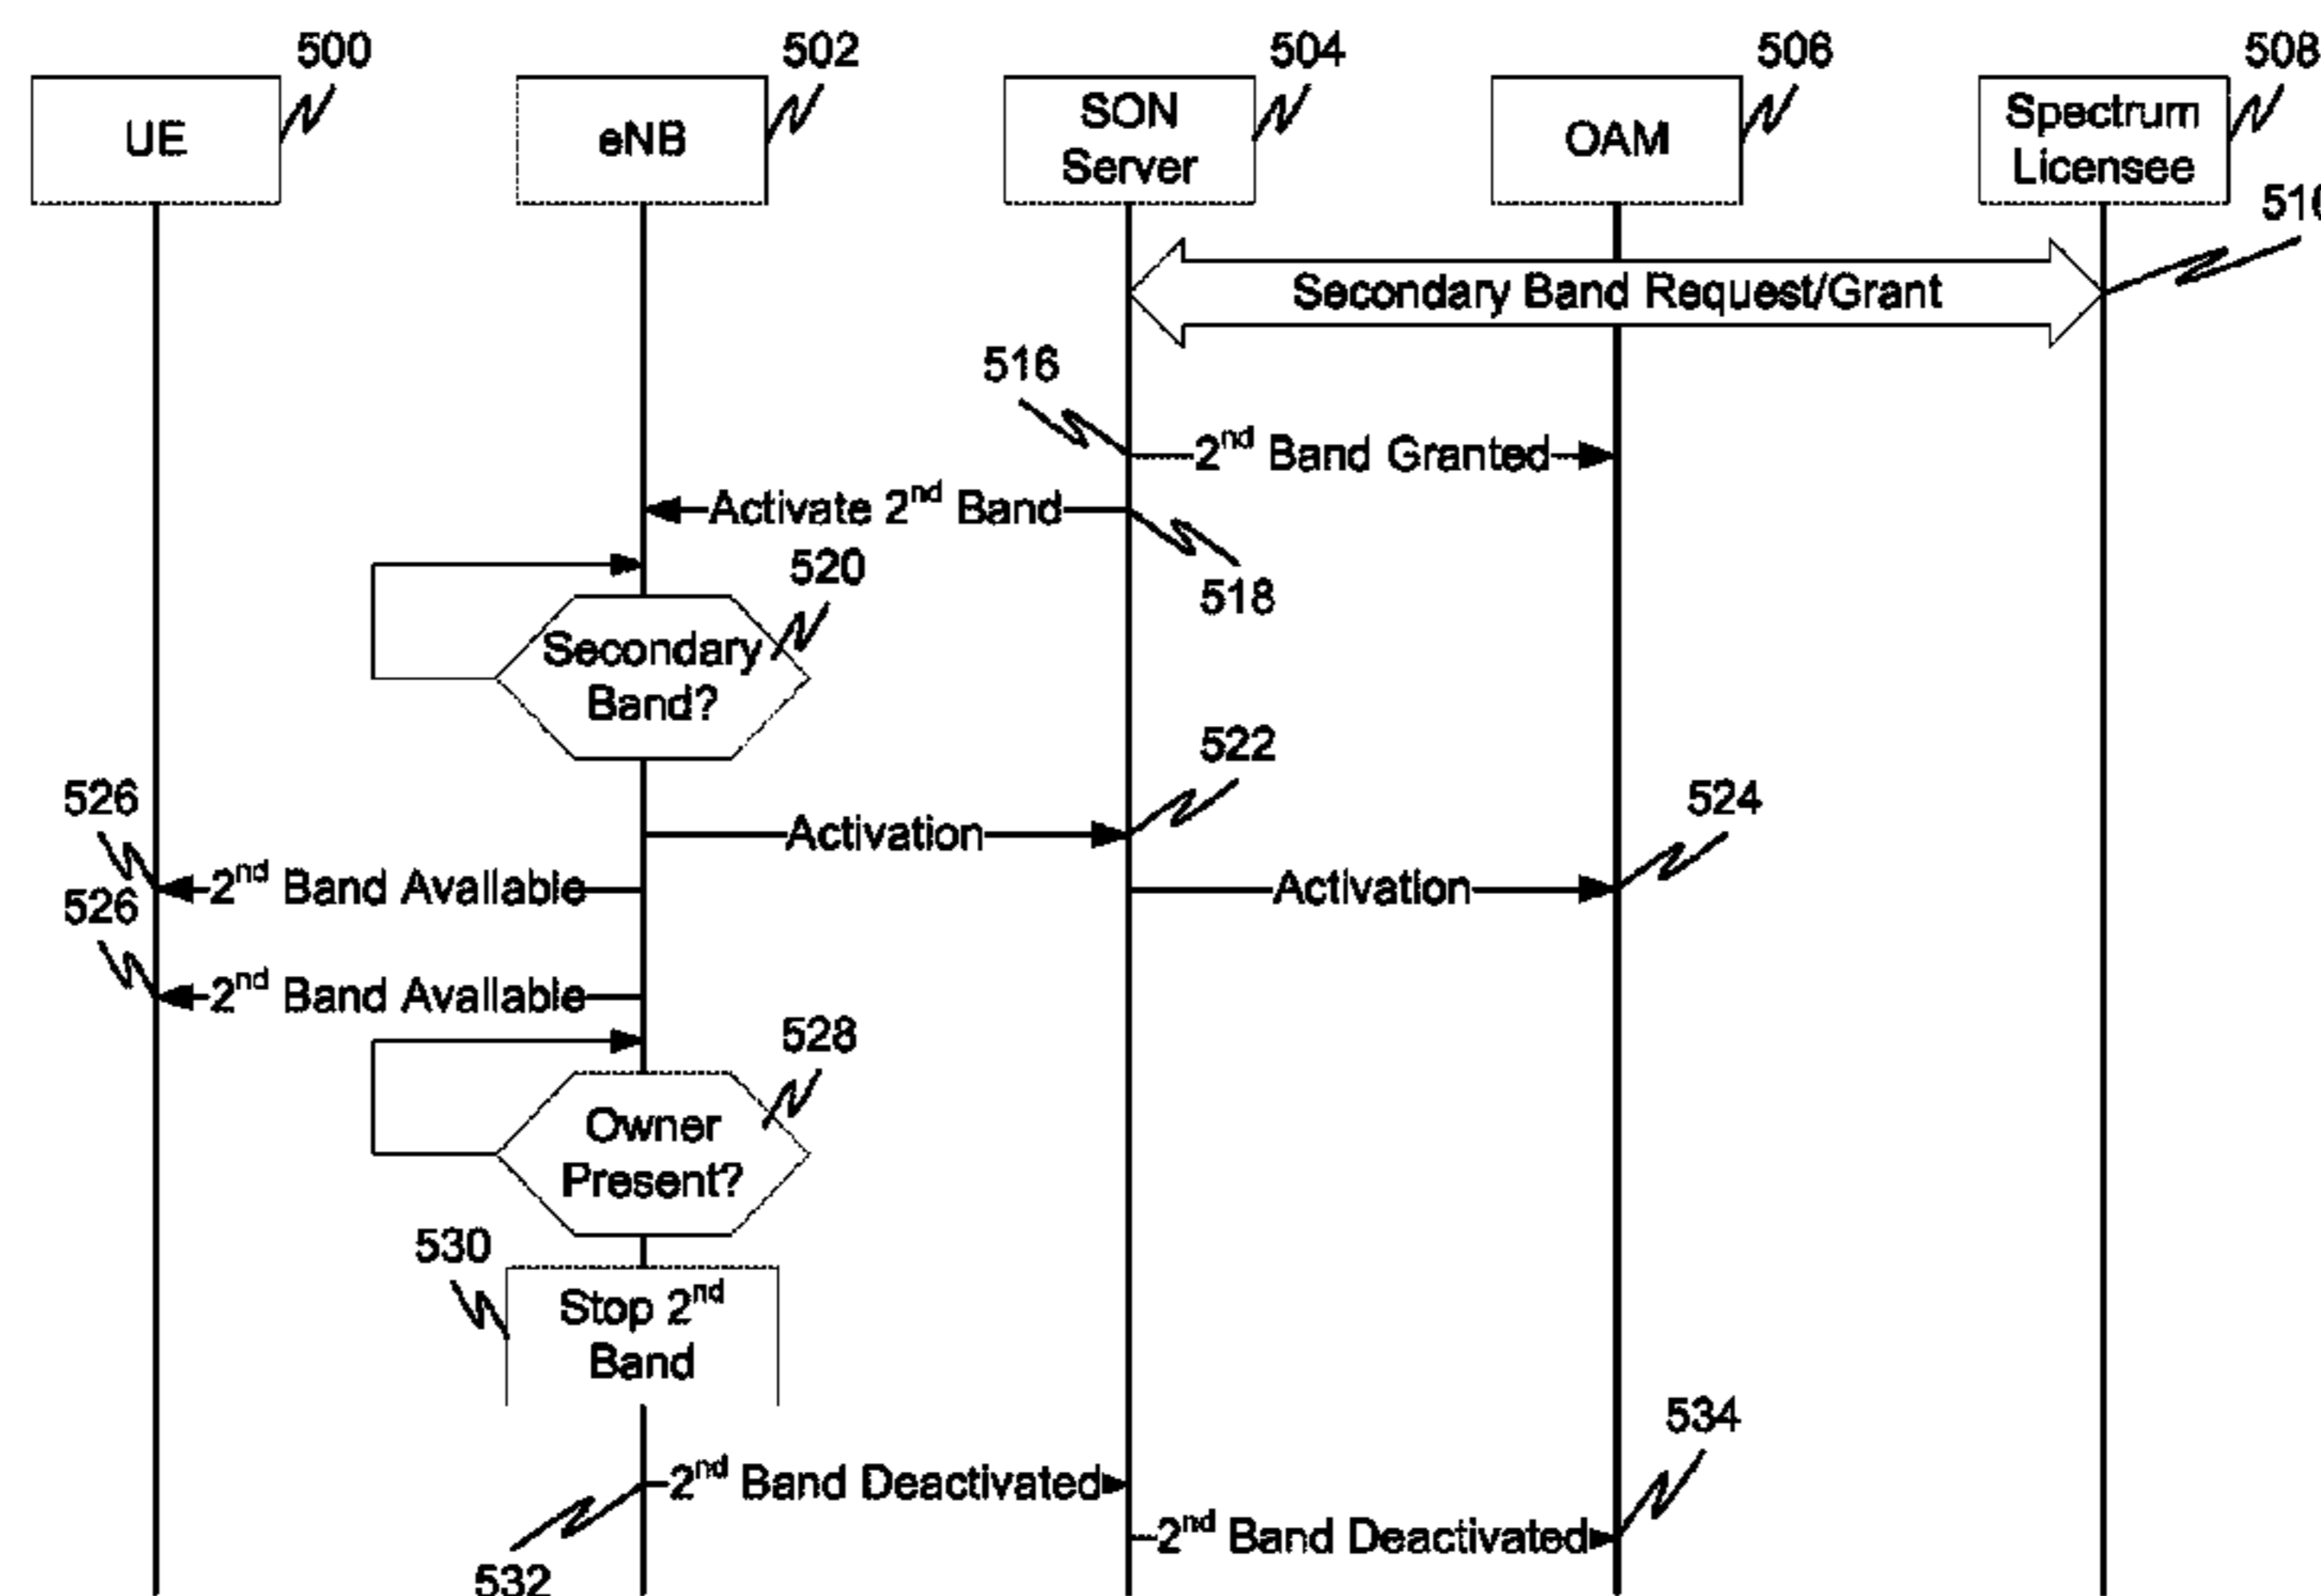 500
502
504
506
508
UE
eNB
SON
Server
OAM
Spectrum
Licensee
Secondary Band Request/Grant
516
2nd Band Granted
Activate 2nd Band
518
520
Secondary
Band?
522
Activation
524
526
2nd Band Available
Activation
526
2nd Band Available
528
Owner
Present?
530
Stop 2nd
Band
2nd Band Deactivated
532
534
2nd Band Deactivated